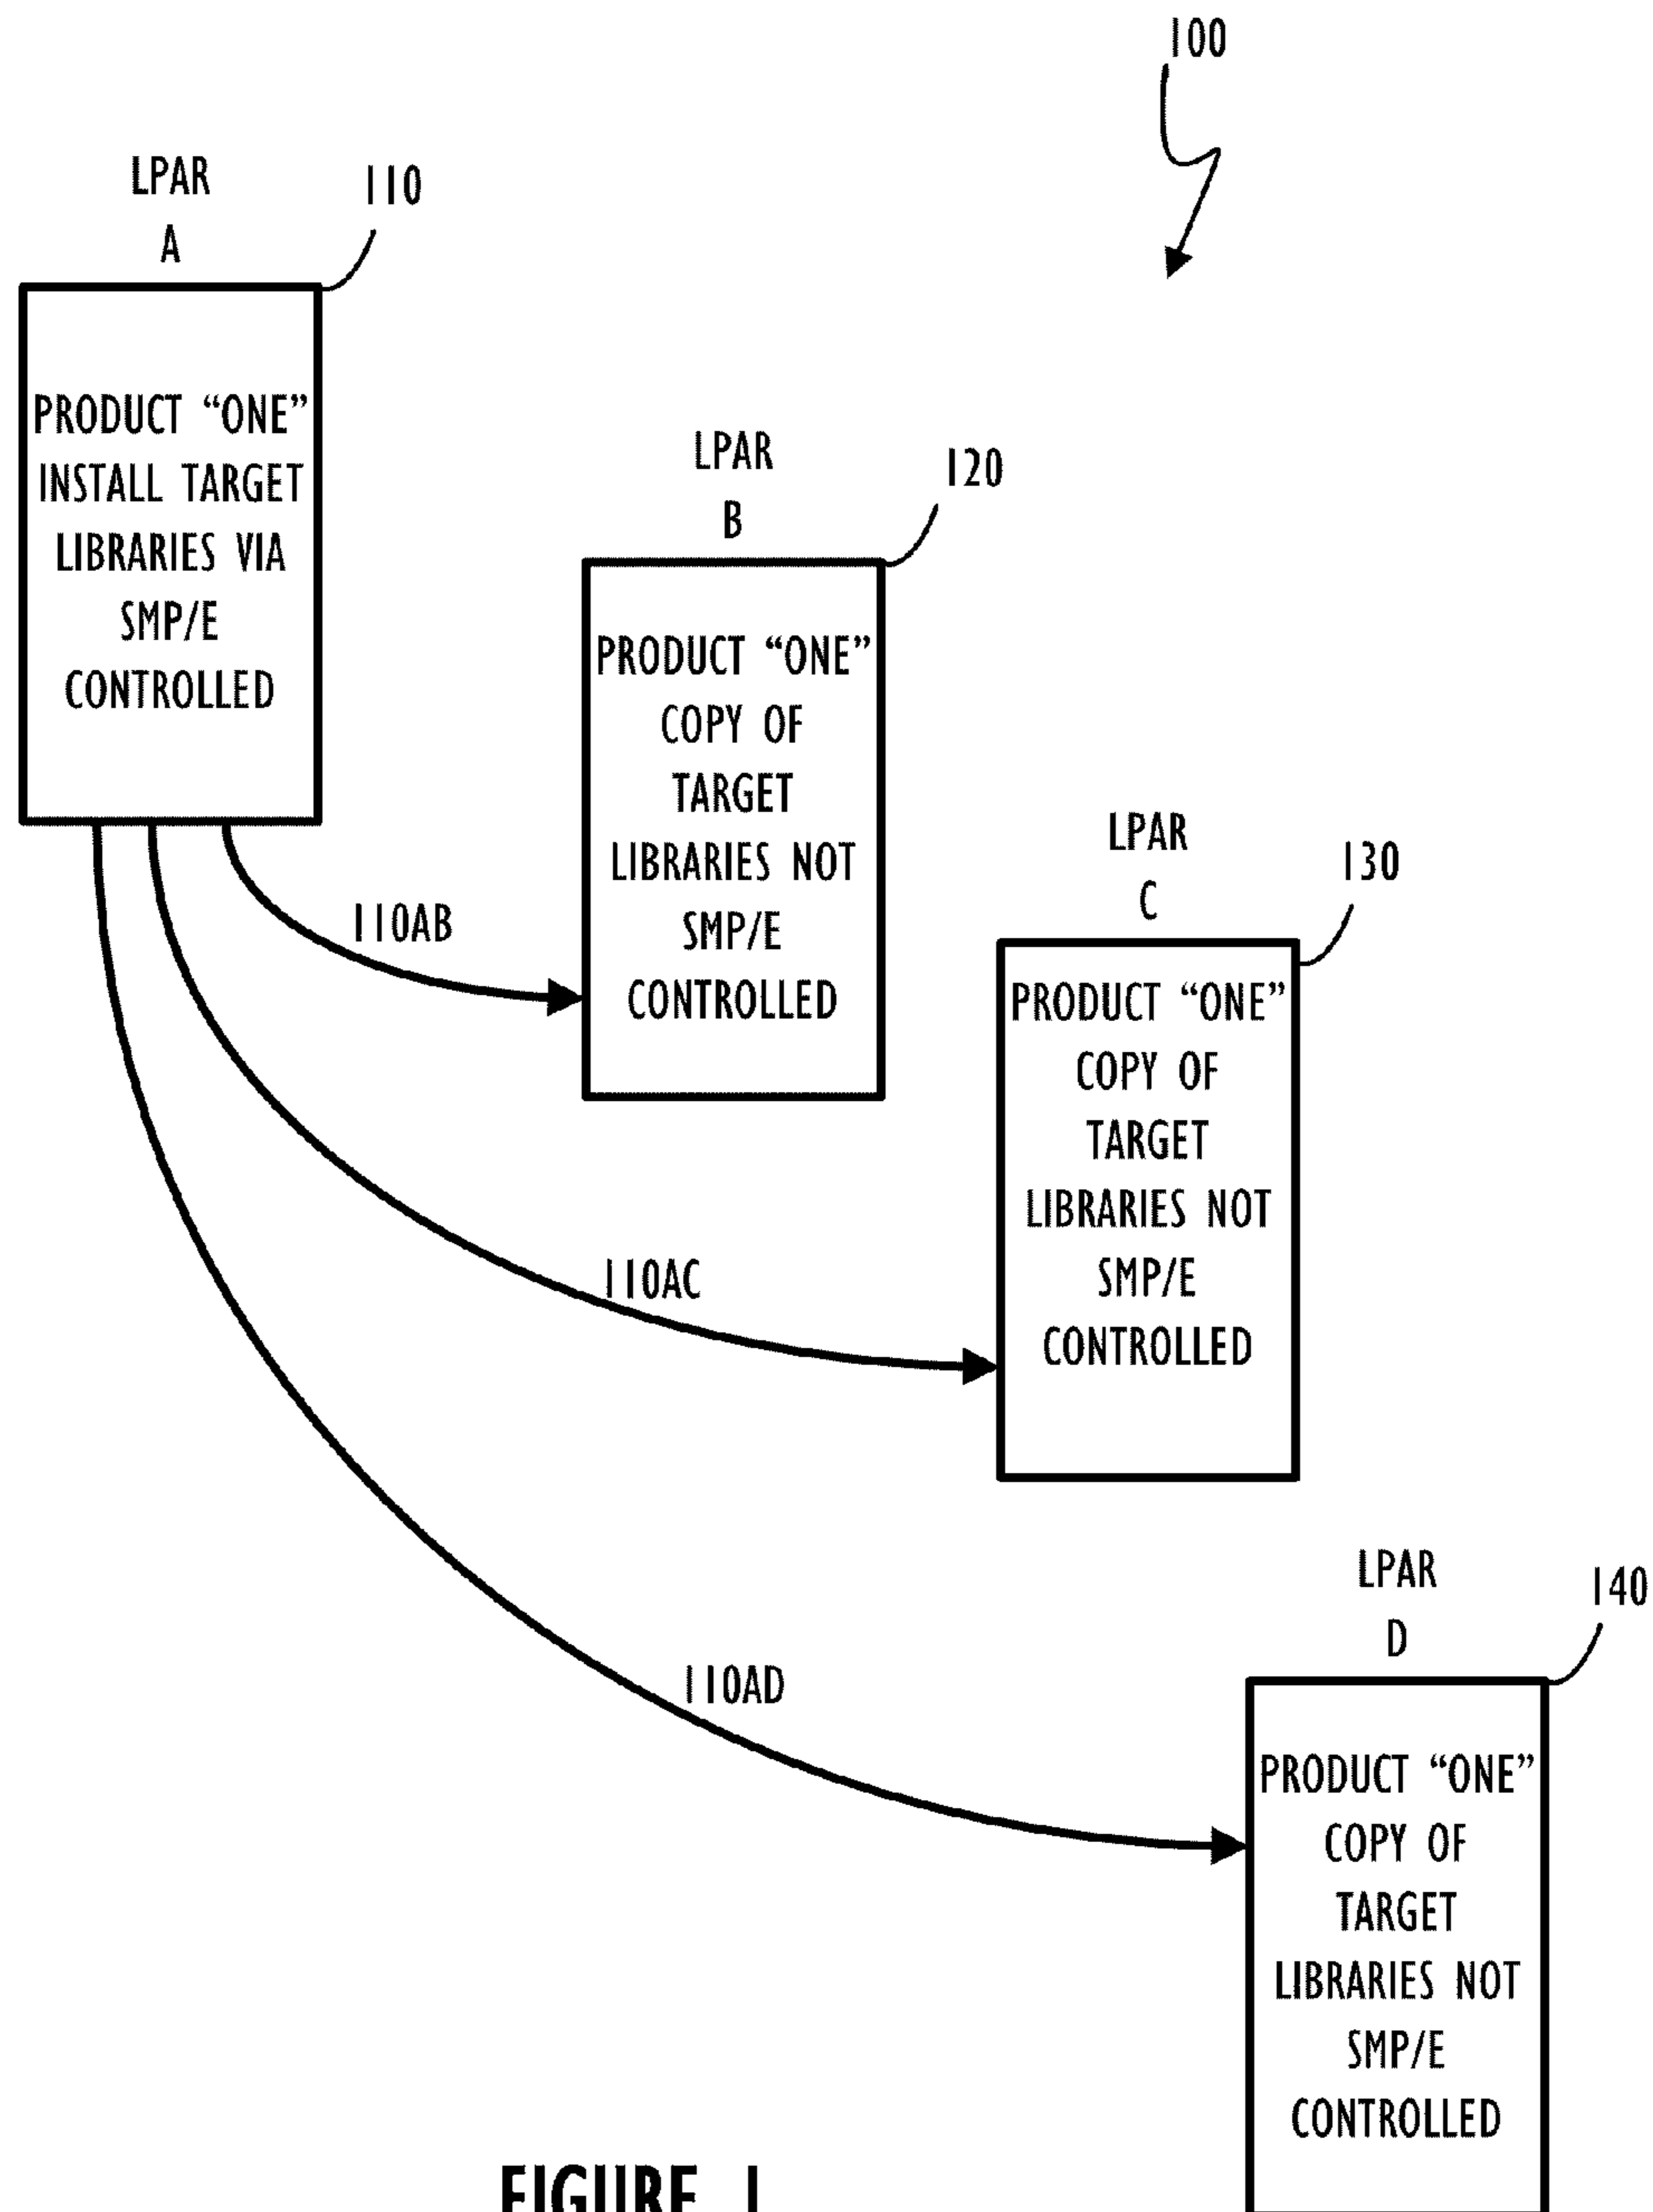 100
LPAR
A
110
PRODUCT “ONE”
INSTALL TARGET
LIBRARIES VIA
SMP/E
CONTROLLED
LPAR
B
120
PRODUCT “ONE”
COPY OF
TARGET
LIBRARIES NOT
SMP/E
CONTROLLED
110AB
LPAR
C
130
PRODUCT “ONE”
COPY OF
TARGET
LIBRARIES NOT
SMP/E
CONTROLLED
110AC
LPAR
D
140
PRODUCT “ONE”
COPY OF
TARGET
LIBRARIES NOT
SMP/E
CONTROLLED
110AD
FIGURE 1